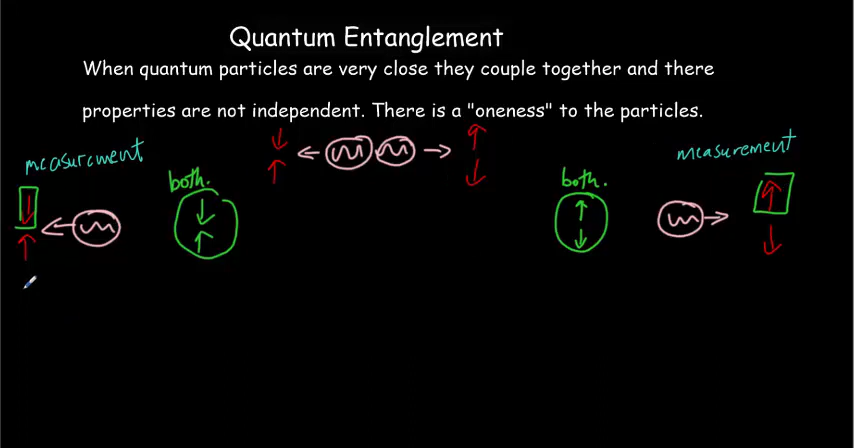 Quantum Entanglement
When quantum particles are very close they couple together and there
properties are not independent. There is a "oneness" to the particles.
measurement
both.
both.
measurement